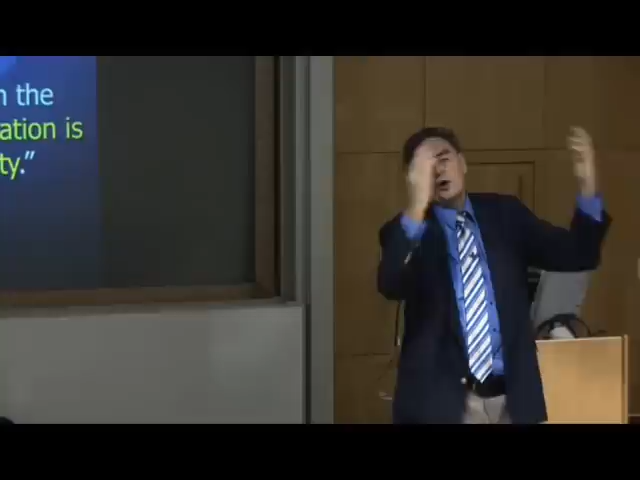 n the
ation is
ty.”